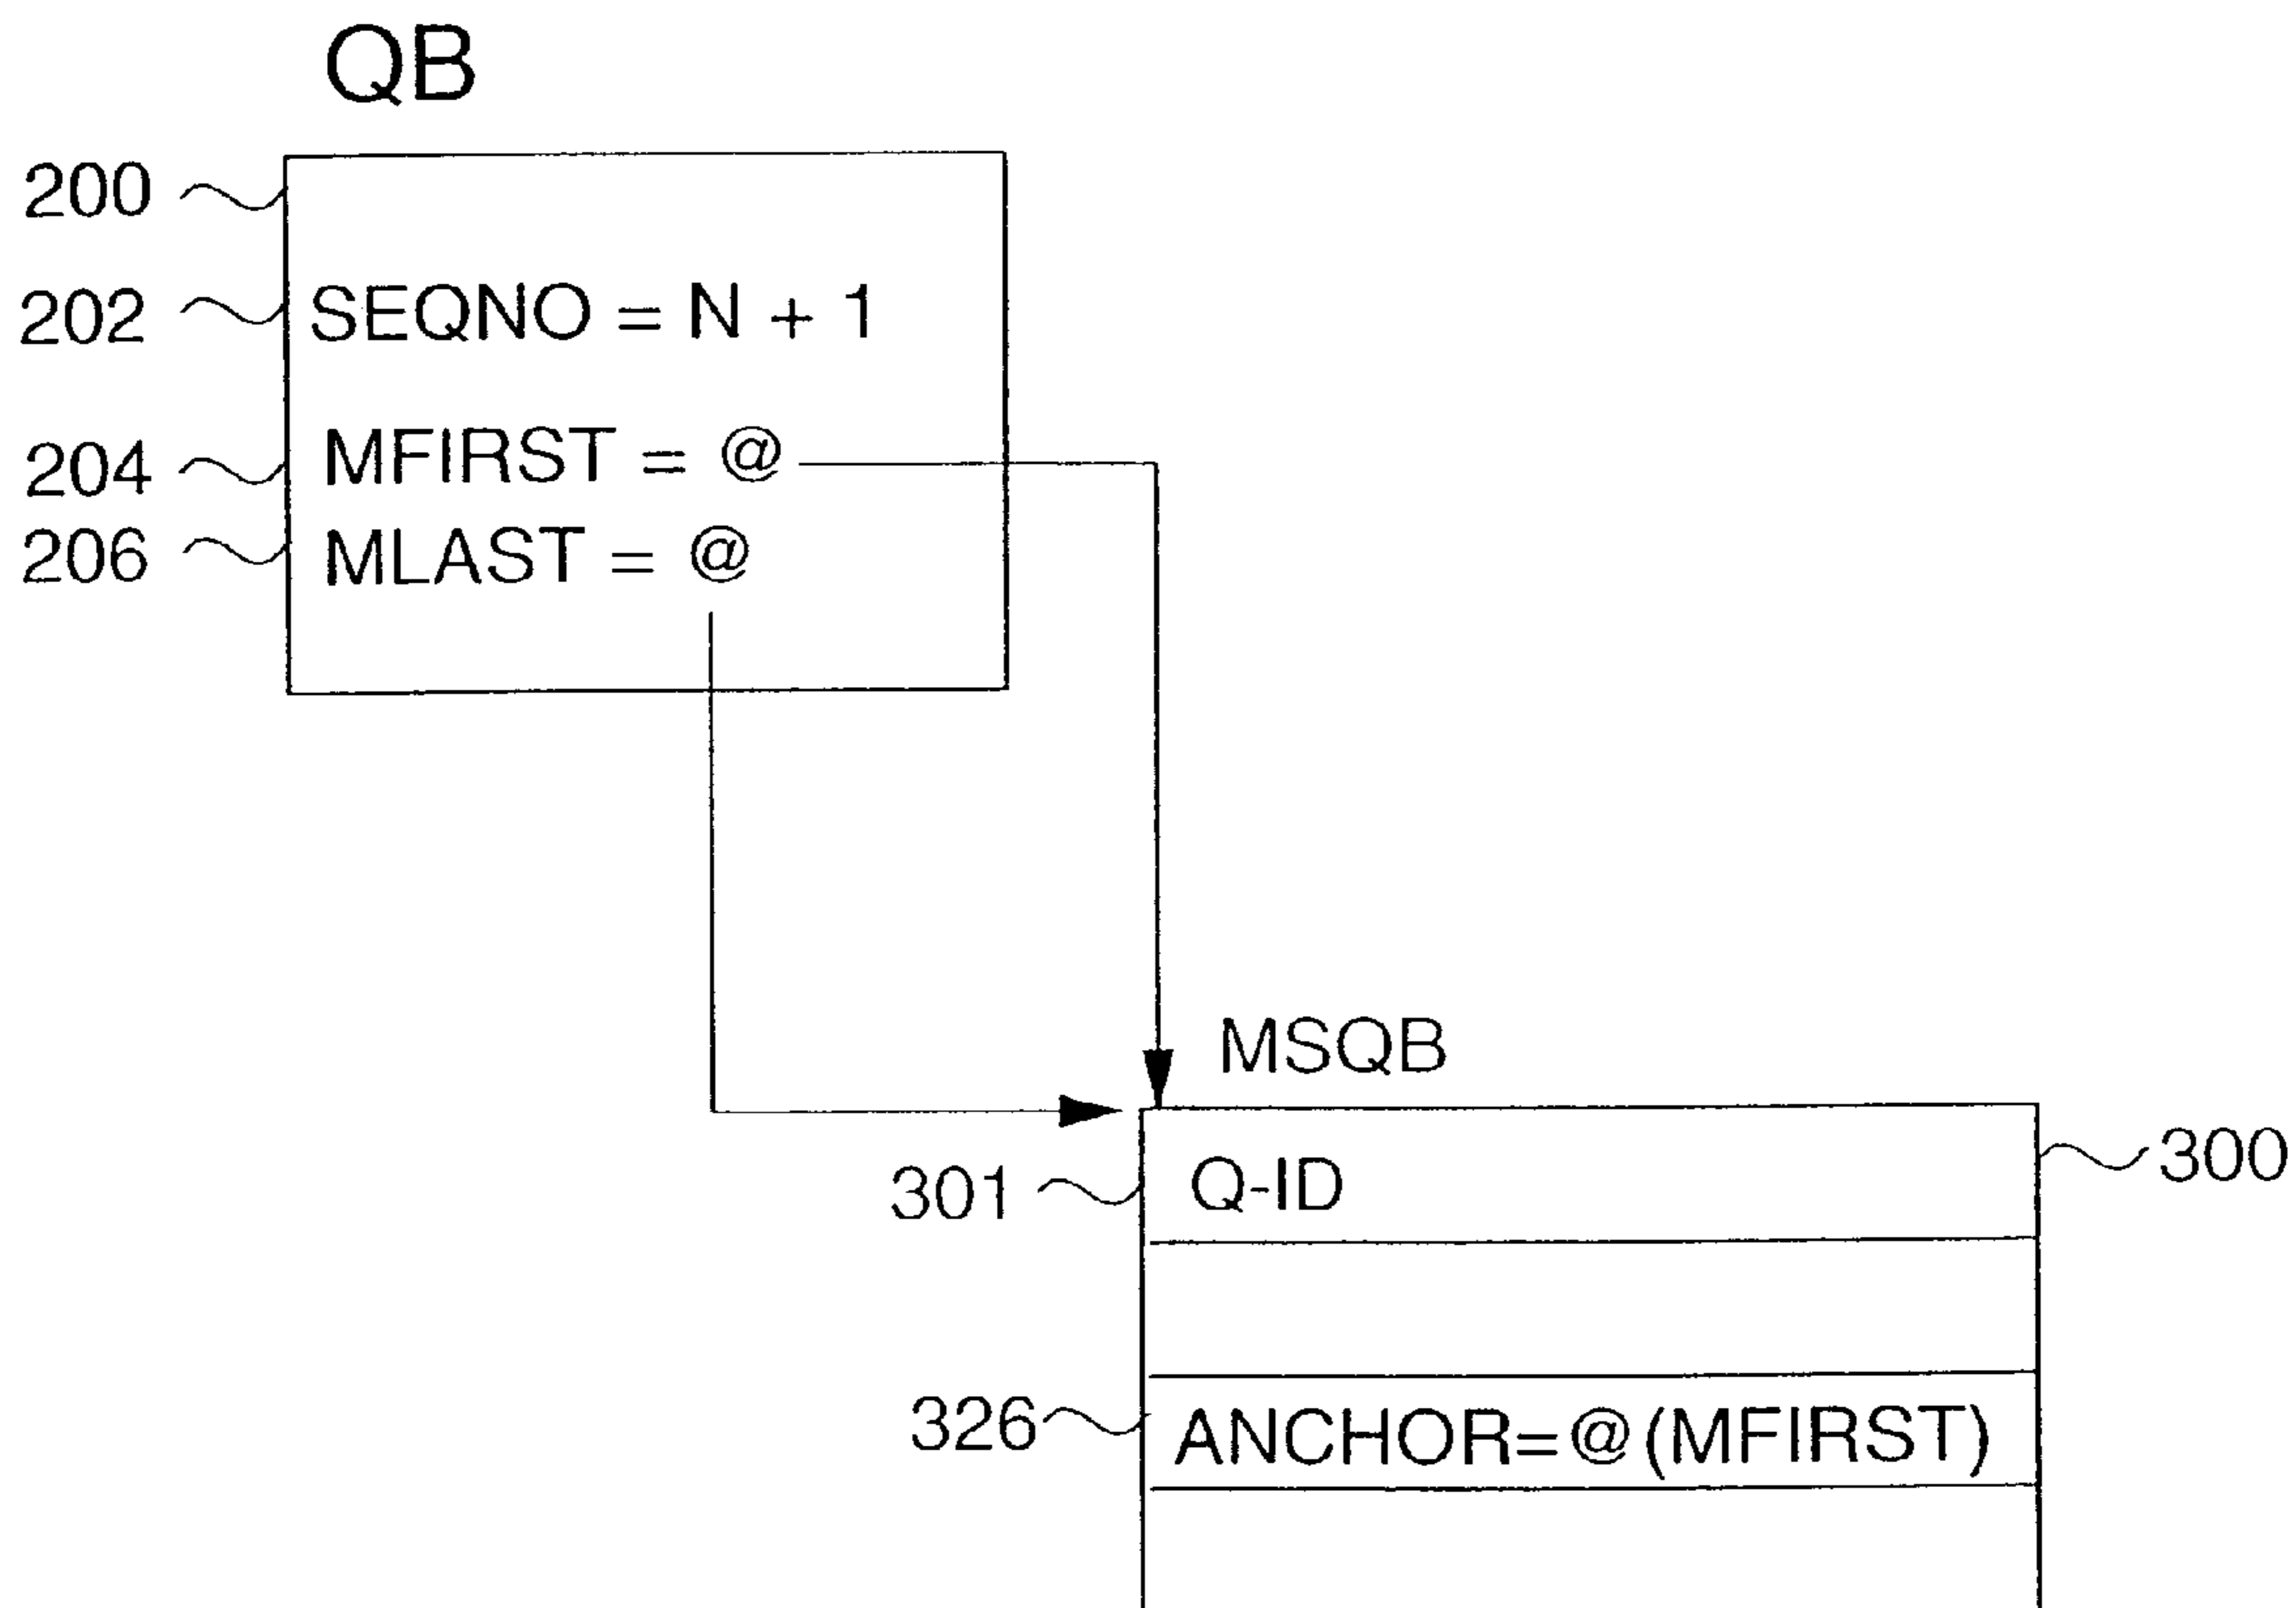 QB
200
202 SEQNO = N + 1
204 MFIRST = @
206 MLAST = @
MSQB
301 Q-ID 300
326 ANCHOR=@(MFIRST)